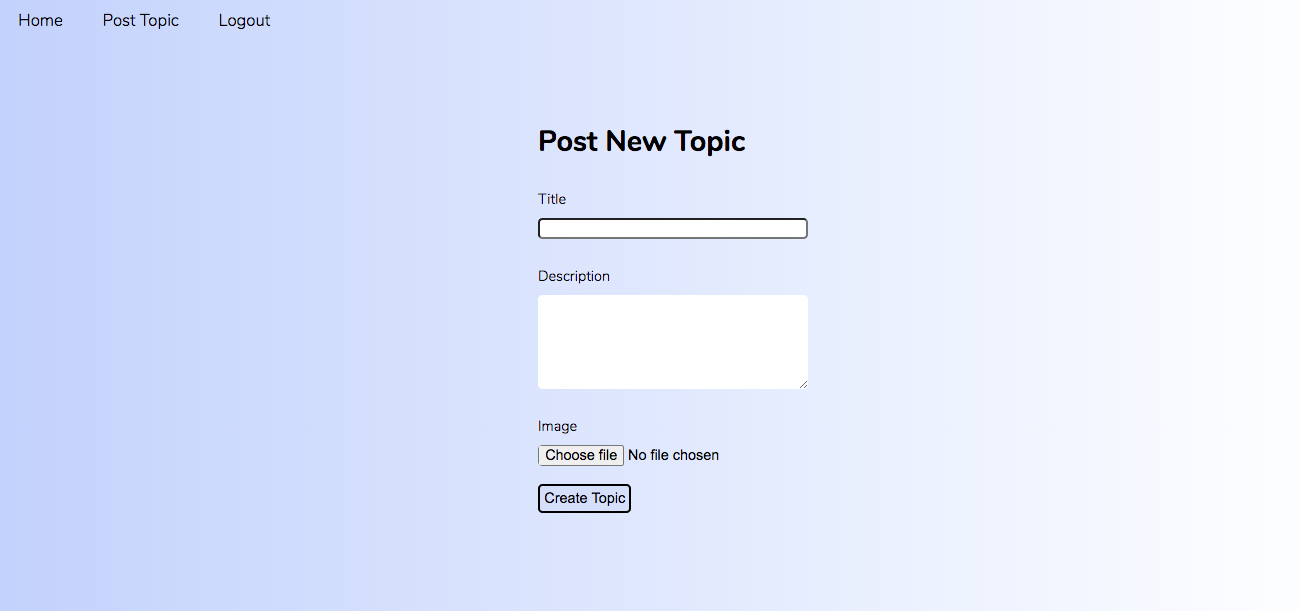 Home Post Topic Logout
Post New Topic
Title
Description
Image
Choose file No file chosen
Create Topic